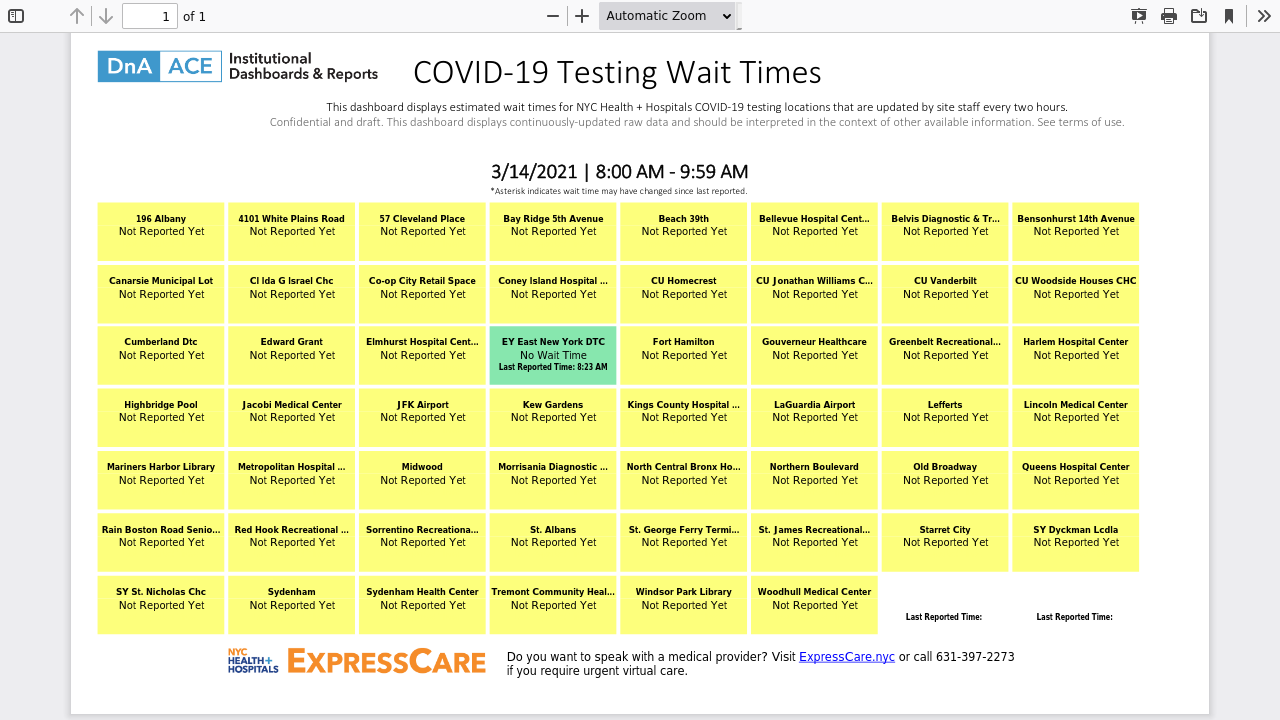 1 of 1 Automatic Zoom
DnA ACE Institutional Dashboards & Reports
COVID-19 Testing Wait Times
This dashboard displays estimated wait times for NYC Health + Hospitals COVID-19 testing locations that are updated by site staff every two hours.
Confidential and draft. This dashboard displays continuously-updated raw data and should be interpreted in the context of other available information. See terms of use.
3/14/2021 | 8:00 AM - 9:59 AM
*Asterisk indicates wait time may have changed since last reported.
196 Albany 4101 White Plains Road 57 Cleveland Place Bay Ridge 5th Avenue Beach 39th Bellevue Hospital Cent... Belvis Diagnostic & Tr... Bensonhurst 14th Avenue
Not Reported Yet Not Reported Yet Not Reported Yet Not Reported Yet Not Reported Yet Not Reported Yet Not Reported Yet Not Reported Yet
Canarsie Municipal Lot Cl Ida G Israel Chc Co-op City Retail Space Coney Island Hospital ... CU Homecrest CU Jonathan Williams C... CU Vanderbilt CU Woodside Houses CHC
Not Reported Yet Not Reported Yet Not Reported Yet Not Reported Yet Not Reported Yet Not Reported Yet Not Reported Yet Not Reported Yet
Cumberland Dtc Edward Grant Elmhurst Hospital Cent... EY East New York DTC Fort Hamilton Gouverneur Healthcare Greenbelt Recreational... Harlem Hospital Center
Not Reported Yet Not Reported Yet Not Reported Yet No Wait Time Not Reported Yet Not Reported Yet Not Reported Yet Not Reported Yet
Last Reported Time: 8:23 AM
Highbridge Pool Jacobi Medical Center JFK Airport Kew Gardens Kings County Hospital ... LaGuardia Airport Lefferts Lincoln Medical Center
Not Reported Yet Not Reported Yet Not Reported Yet Not Reported Yet Not Reported Yet Not Reported Yet Not Reported Yet Not Reported Yet
Mariners Harbor Library Metropolitan Hospital ... Midwood Morrisania Diagnostic ... North Central Bronx Ho... Northern Boulevard Old Broadway Queens Hospital Center
Not Reported Yet Not Reported Yet Not Reported Yet Not Reported Yet Not Reported Yet Not Reported Yet Not Reported Yet Not Reported Yet
Rain Boston Road Senio... Red Hook Recreational ... Sorrentino Recreationa... St. Albans St. George Ferry Termi... St. James Recreational... Starret City SY Dyckman Lcdla
Not Reported Yet Not Reported Yet Not Reported Yet Not Reported Yet Not Reported Yet Not Reported Yet Not Reported Yet Not Reported Yet
SY St. Nicholas Chc Sydenham Sydenham Health Center Tremont Community Heal... Windsor Park Library Woodhull Medical Center
Not Reported Yet Not Reported Yet Not Reported Yet Not Reported Yet Not Reported Yet Not Reported Yet
Last Reported Time: Last Reported Time:
NYC HEALTH+ HOSPITALS EXPRESSCARE
Do you want to speak with a medical provider? Visit ExpressCare.nyc or call 631-397-2273
if you require urgent virtual care.